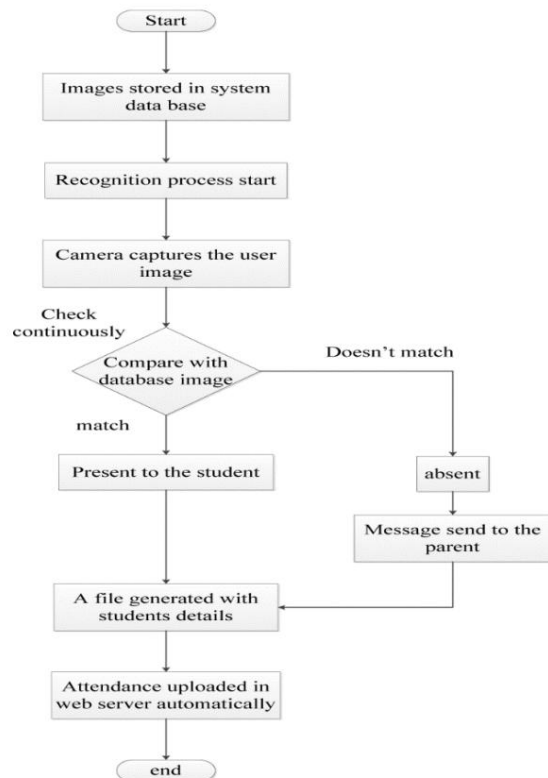 Start
Images stored in system
data base
Recognition process start
Camera captures the user
image
Check
continuously
Compare with
database image
Doesn't match
match
Present to the student
absent
Message send to the
parent
A file generated with
students details
Attendance uploaded in
web server automatically
end